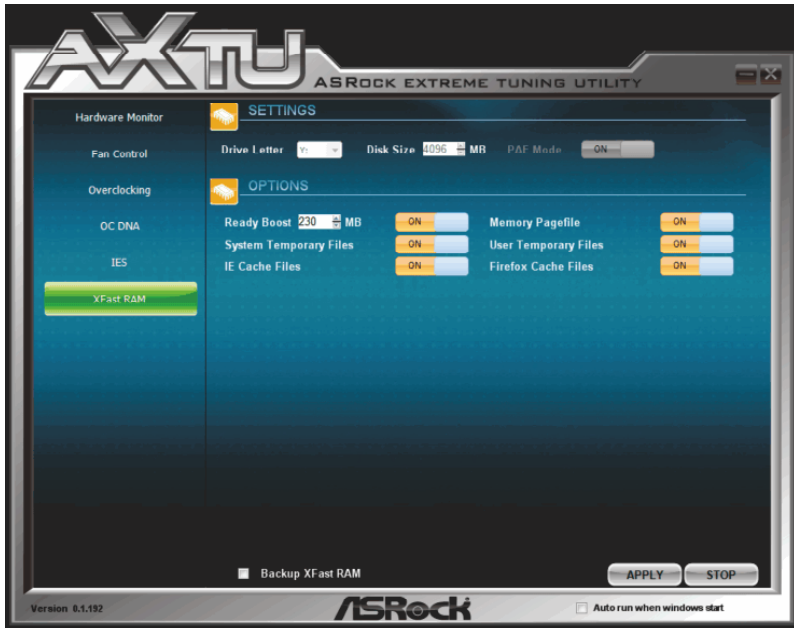 AXTU
ASROCK EXTREME TUNING UTILITY
Hardware Monitor
Fan Control
Overclocking
OC DNA
IES
XFast RAM
SETTINGS
Drive Letter Y: Disk Size 4096 MB PAE Mode ON
OPTIONS
Ready Boost 230 MB ON Memory Pagefile ON
System Temporary Files ON User Temporary Files ON
IE Cache Files ON Firefox Cache Files ON
Backup XFast RAM APPLY STOP
Version 0.1.192 ASRock Auto run when windows start